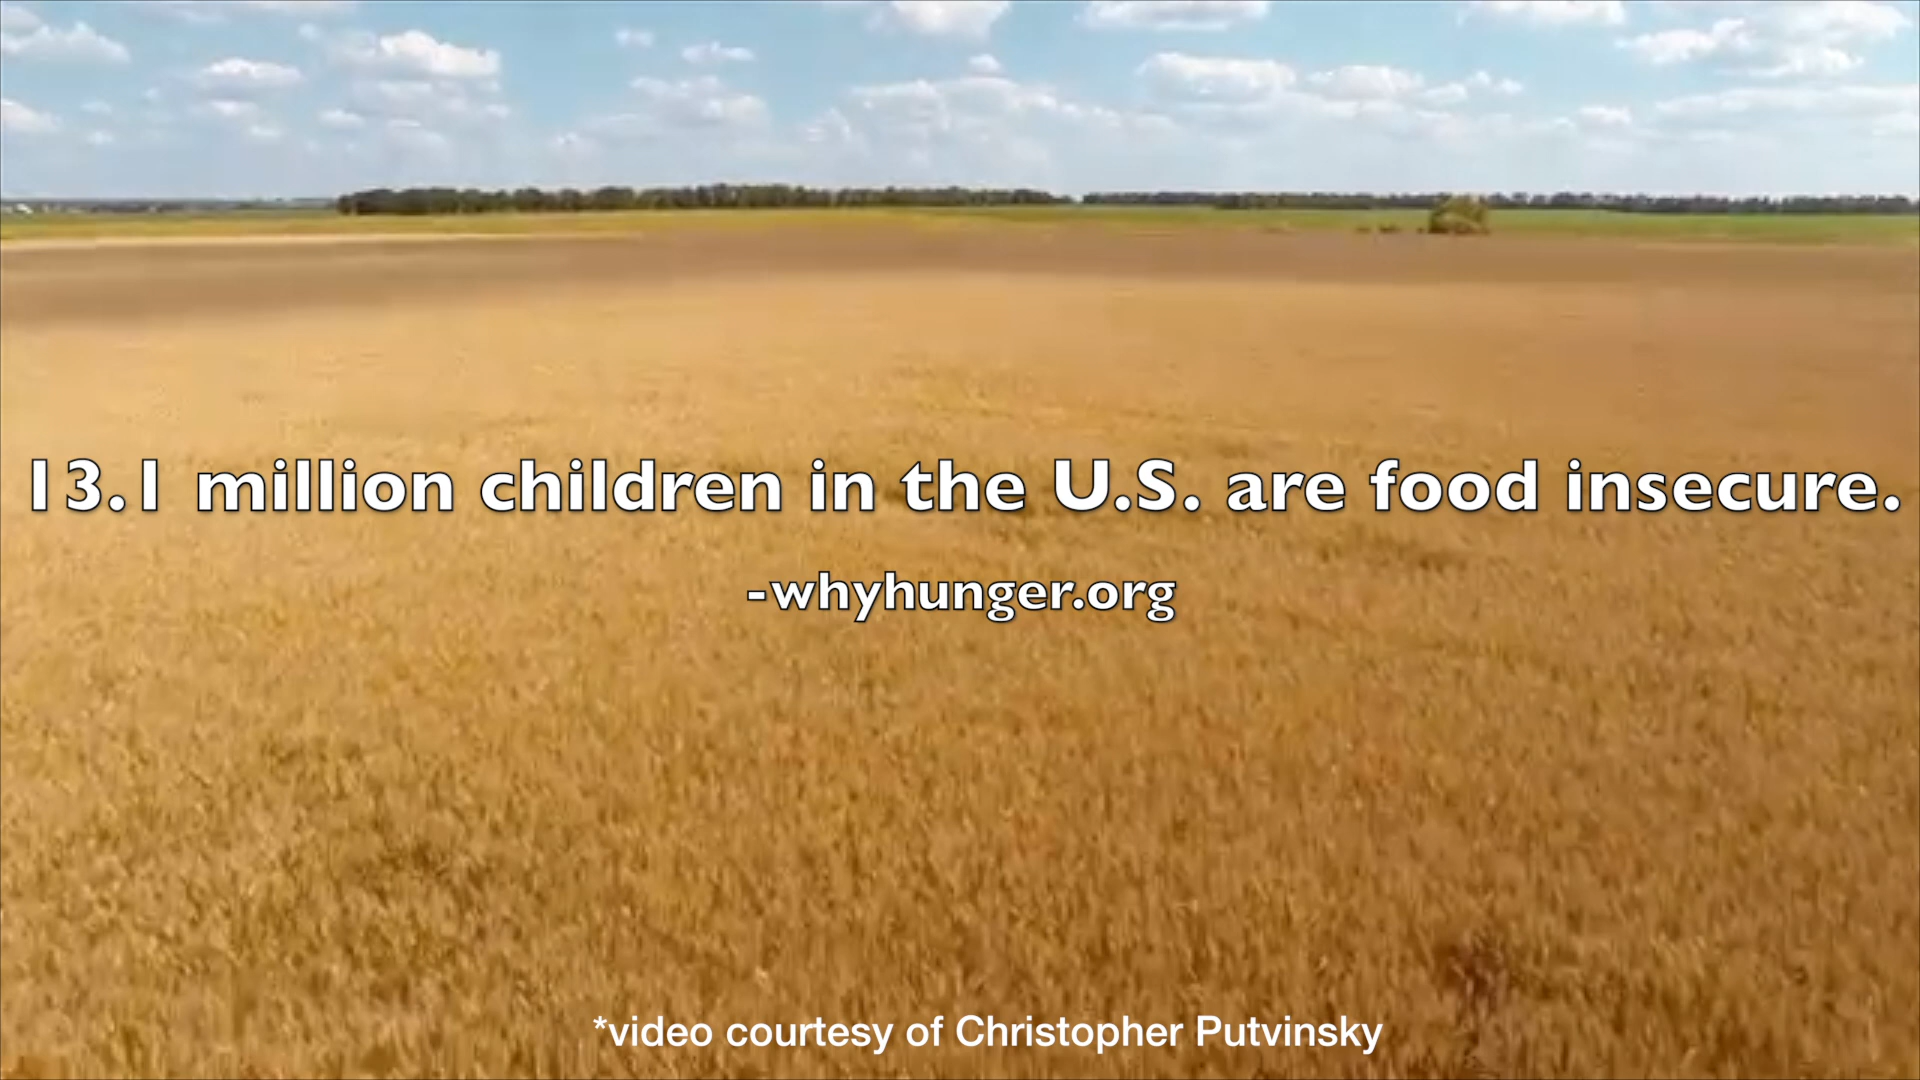 13.1 million children in the U.S. are food insecure.
-whyhunger.org
*video courtesy of Christopher Putvinsky